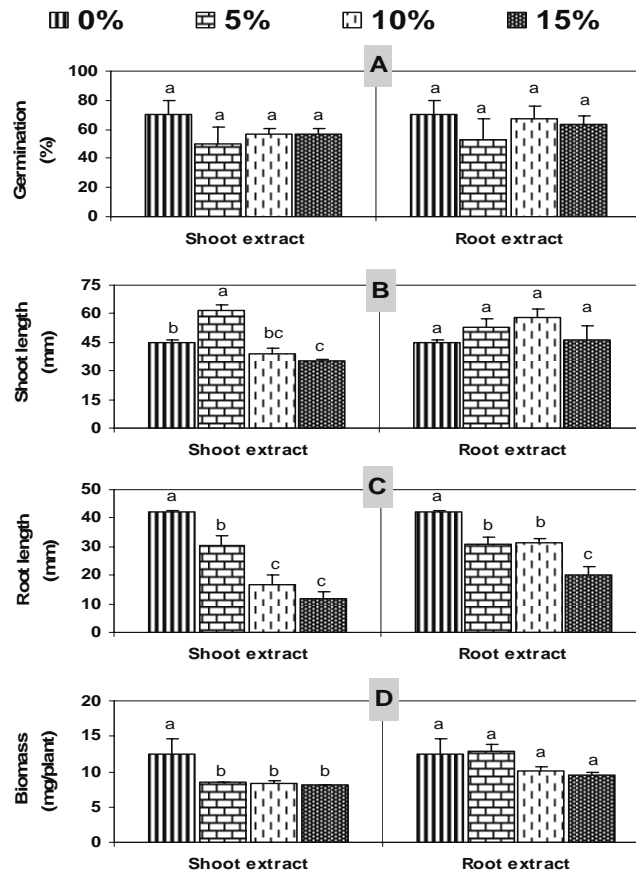 0% 5% 10% 15%
A
Germination
(%)
100
80
60
40
20
0
a a a a a a a a
Shoot extract Root extract
B
Shoot length
(mm)
75
60
45
30
15
0
b a bc c a a a a
Shoot extract Root extract
C
Root length
(mm)
50
40
30
20
10
0
a b c c a b b c
Shoot extract Root extract
D
Biomass
(mg/plant)
20
15
10
5
0
a b b b a a a a
Shoot extract Root extract